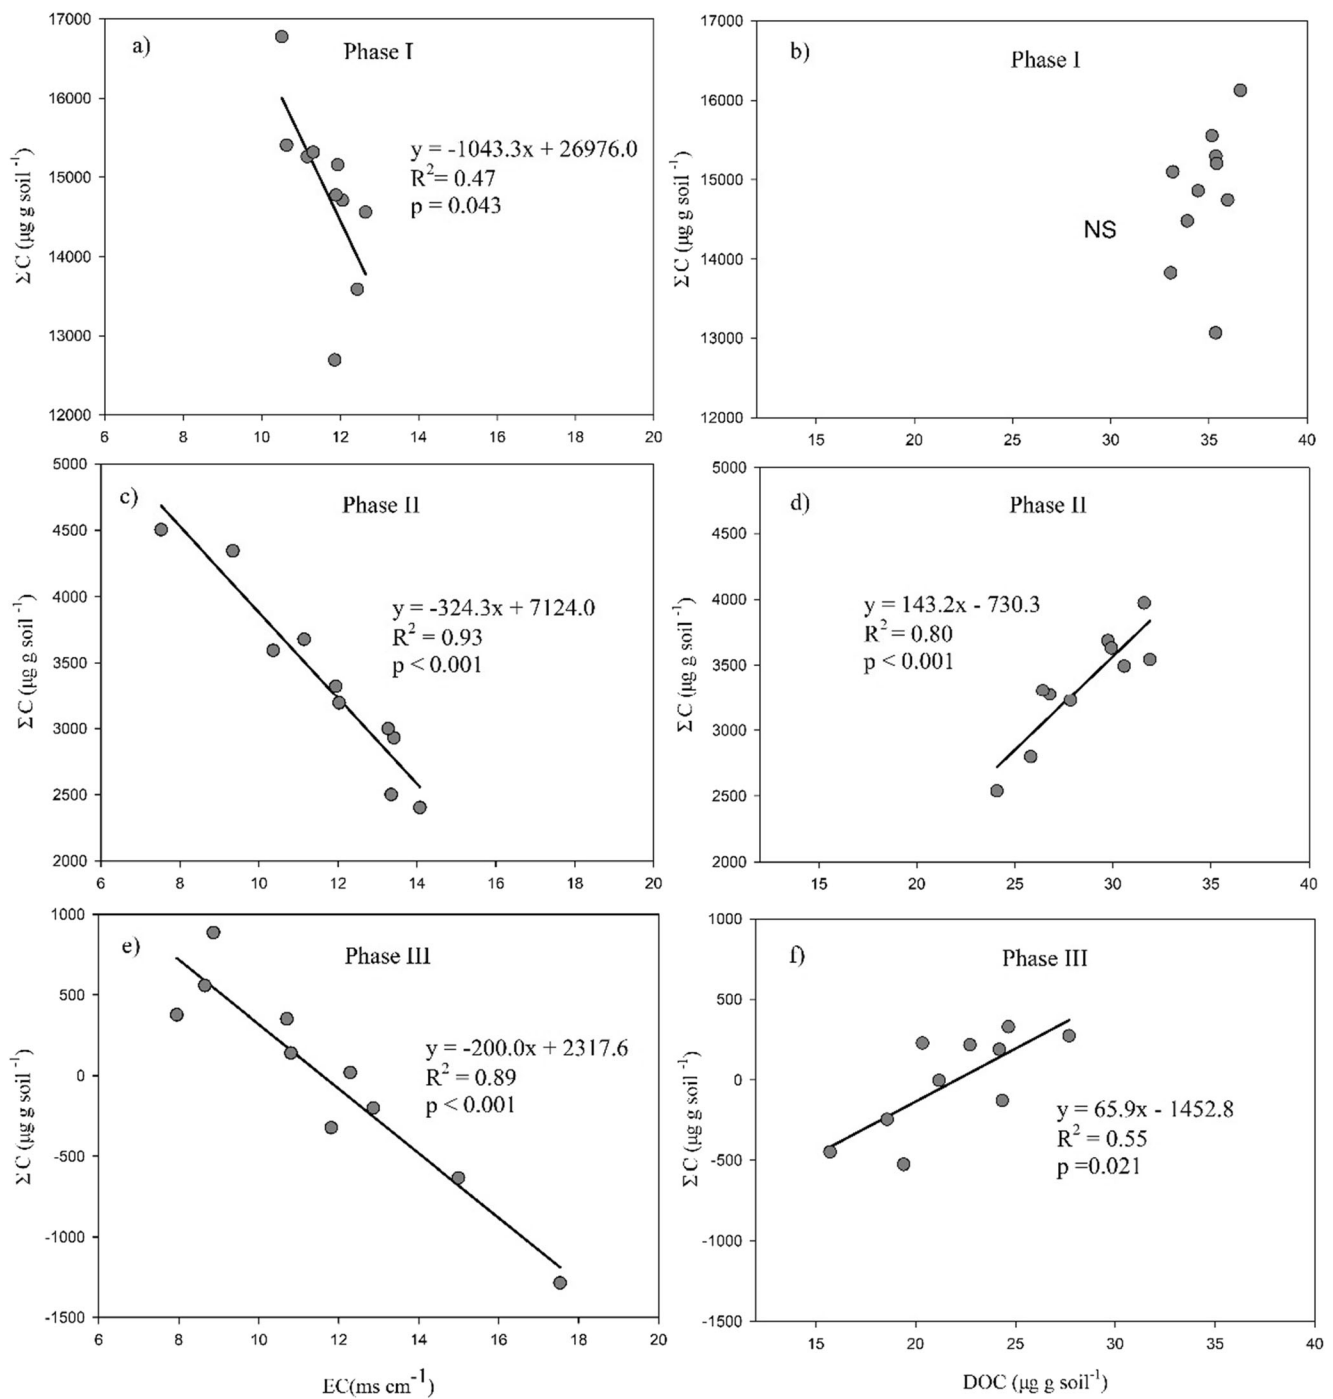 a)
Phase I
y = -1043.3x + 26976.0
R² = 0.47
p = 0.043
17000
16000
15000
14000
13000
12000
ΣC (µg g soil ⁻¹)
6 8 10 12 14 16 18 20
b)
Phase I
NS
17000
16000
15000
14000
13000
12000
ΣC (µg g soil ⁻¹)
15 20 25 30 35 40
c)
Phase II
y = -324.3x + 7124.0
R² = 0.93
p < 0.001
5000
4500
4000
3500
3000
2500
2000
ΣC (µg g soil ⁻¹)
6 8 10 12 14 16 18 20
d)
Phase II
y = 143.2x - 730.3
R² = 0.80
p < 0.001
5000
4500
4000
3500
3000
2500
2000
ΣC (µg g soil ⁻¹)
15 20 25 30 35 40
e)
Phase III
y = -200.0x + 2317.6
R² = 0.89
p < 0.001
1000
500
0
-500
-1000
-1500
ΣC (µg g soil ⁻¹)
6 8 10 12 14 16 18 20
EC(ms cm⁻¹)
f)
Phase III
y = 65.9x - 1452.8
R² = 0.55
p =0.021
1000
500
0
-500
-1000
-1500
ΣC (µg g soil ⁻¹)
15 20 25 30 35 40
DOC (µg g soil⁻¹)